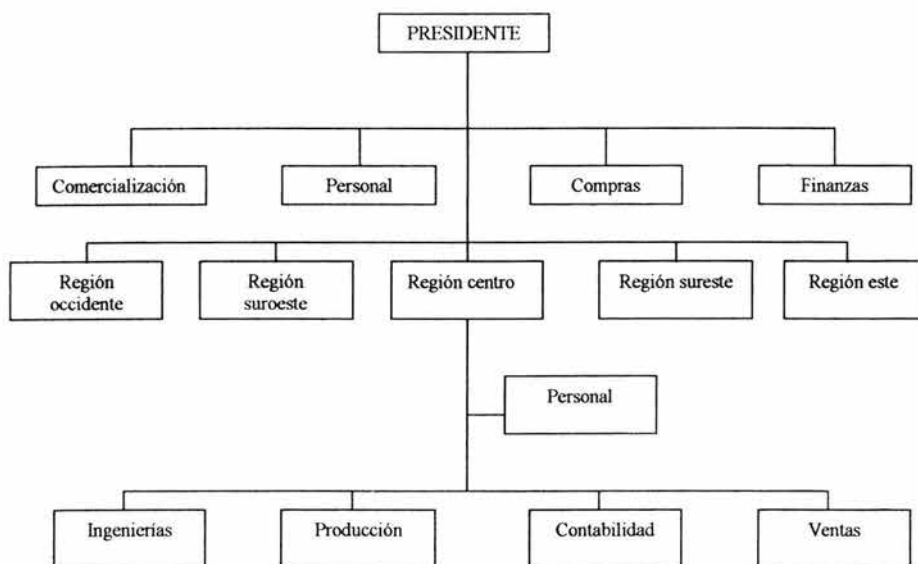 PRESIDENTE
Comercialización
Personal
Compras
Finanzas
Región
occidente
Región
suroeste
Región centro
Región sureste
Región este
Personal
Ingenierías
Producción
Contabilidad
Ventas